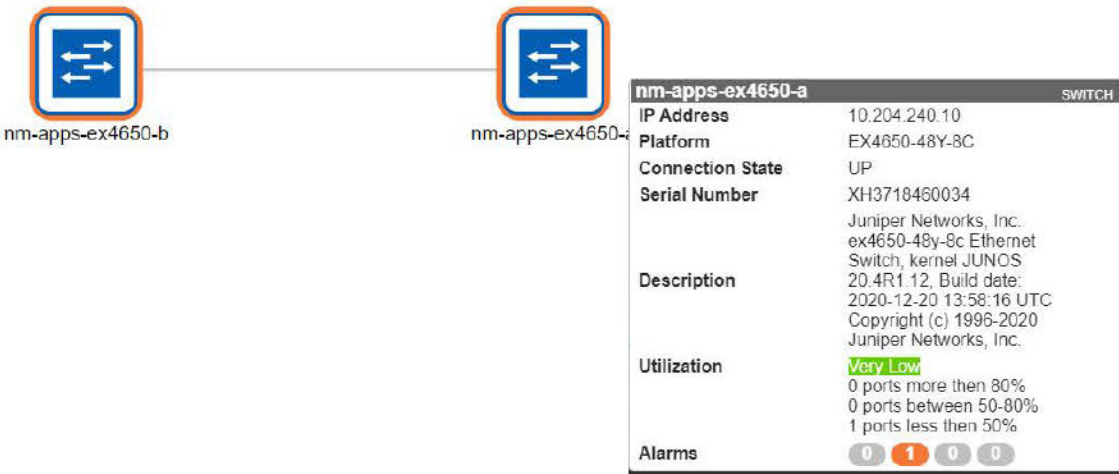 nm-apps-ex4650-b
nm-apps-ex4650-a
nm-apps-ex4650-a SWITCH
IP Address 10.204.240.10
Platform EX4650-48Y-8C
Connection State UP
Serial Number XH3718460034
Description Juniper Networks, Inc.
ex4650-48y-8c Ethernet
Switch, kernel JUNOS
20.4R1.12, Build date:
2020-12-20 13:58:16 UTC
Copyright (c) 1996-2020
Juniper Networks, Inc.
Utilization Very Low
0 ports more then 80%
0 ports between 50-80%
1 ports less then 50%
Alarms 0 1 0 0